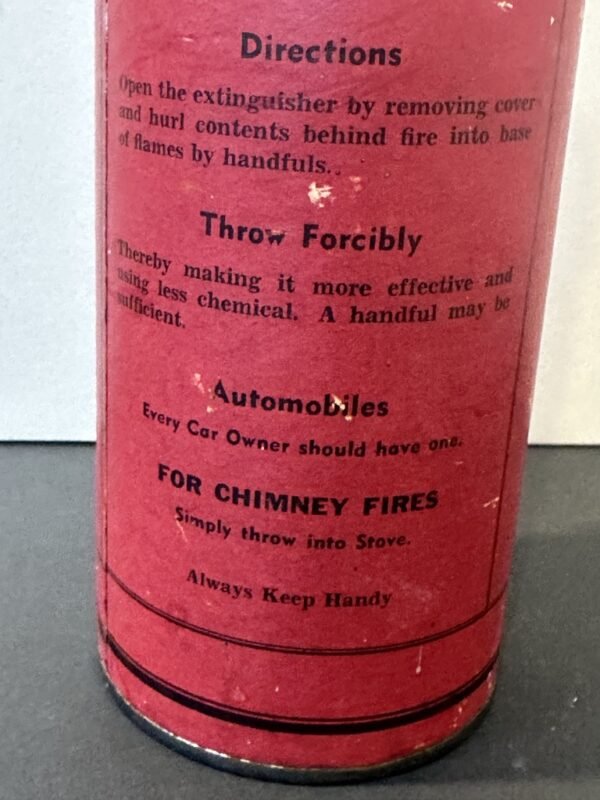 Directions
Open the extinguisher by removing cover
and hurl contents behind fire into base
of flames by handfuls..
Throw Forcibly
Thereby making it more effective and
using less chemical. A handful may be
sufficient.
Automobiles
Every Car Owner should have one.
FOR CHIMNEY FIRES
Simply throw into Stove.
Always Keep Handy